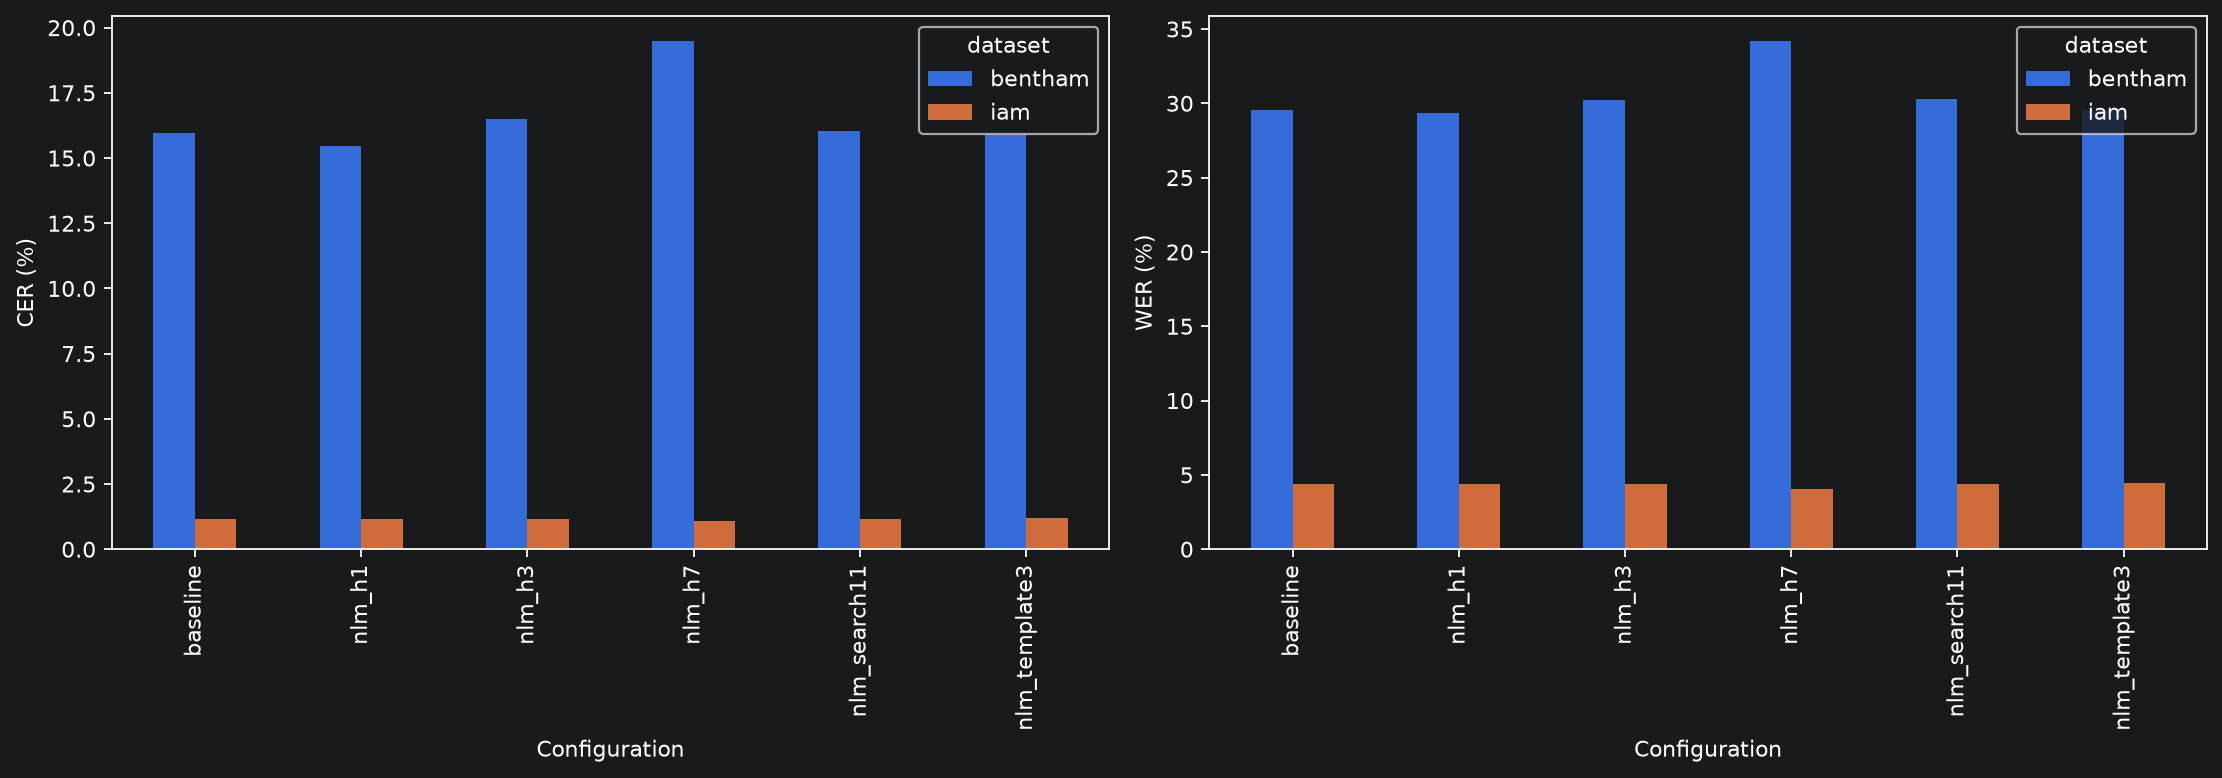 CER (%)
20.0
17.5
15.0
12.5
10.0
7.5
5.0
2.5
0.0
dataset
bentham
iam
baseline
nlm_h1
nlm_h3
nlm_h7
nlm_search11
nlm_template3
Configuration
WER (%)
35
30
25
20
15
10
5
0
dataset
bentham
iam
baseline
nlm_h1
nlm_h3
nlm_h7
nlm_search11
nlm_template3
Configuration